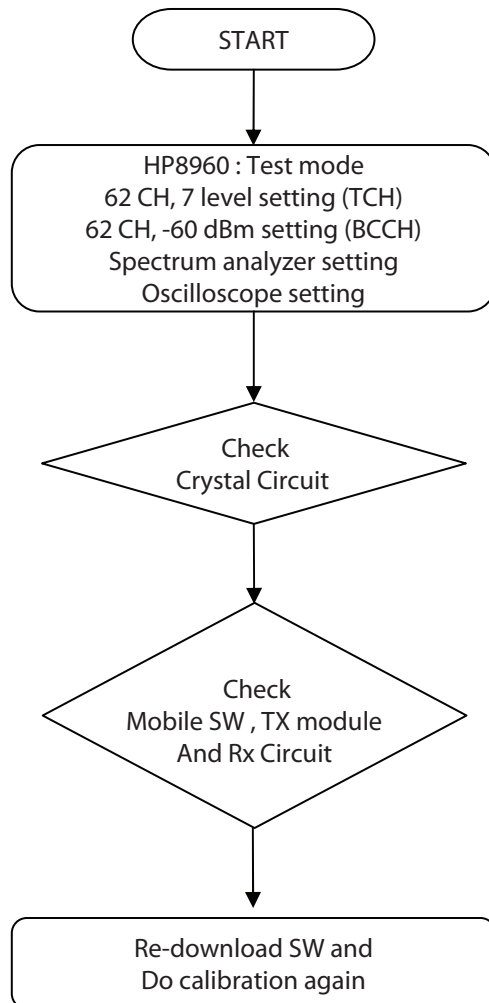 START
HP8960 : Test mode
62 CH, 7 level setting (TCH)
62 CH, -60 dBm setting (BCCH)
Spectrum analyzer setting
Oscilloscope setting
Check
Crystal Circuit
Check
Mobile SW , TX module
And Rx Circuit
Re-download SW and
Do calibration again